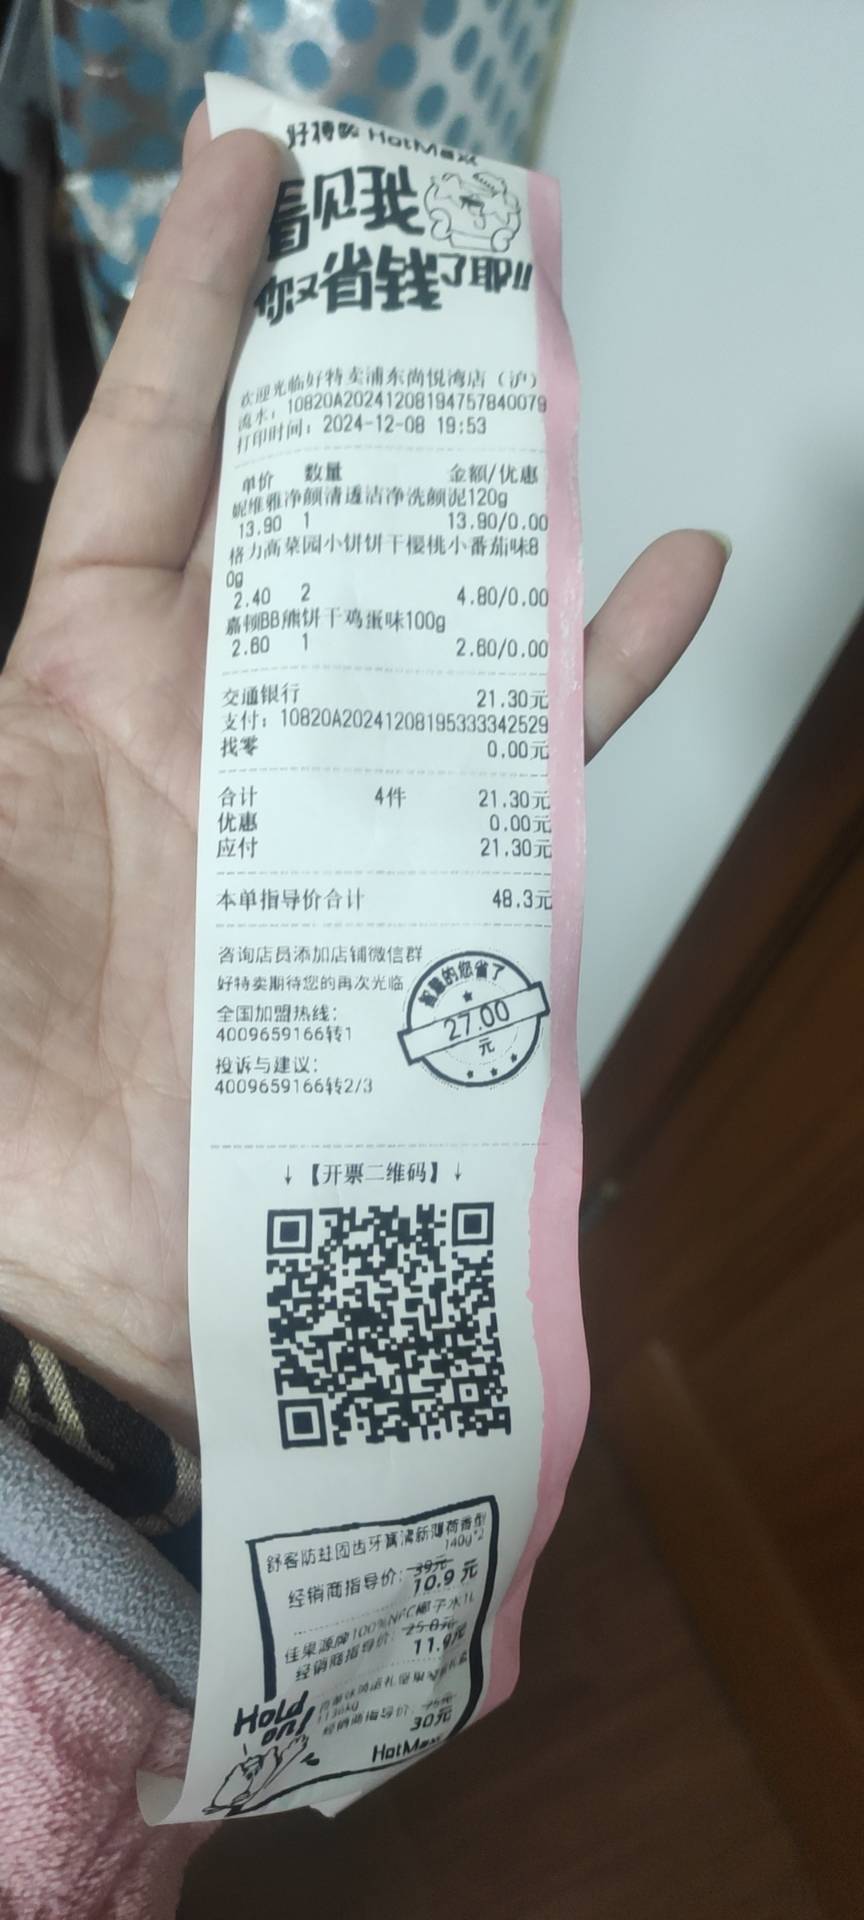 好特卖 HotMaxx
看见我
你又省钱了耶!!
欢迎光临好特卖浦东尚悦湾店（沪）
流水：10820A20241208194757840079
打印时间：2024-12-08 19:53
单价 数量 金额/优惠
妮维雅净颜清透洁净洗颜泥120g
13.90 1 13.90/0.00
格力高菜园小饼饼干樱桃小番茄味8
0g
2.40 2 4.80/0.00
嘉顿BB熊饼干鸡蛋味100g
2.60 1 2.60/0.00
交通银行 21.30元
支付：10820A20241208195333342529
找零 0.00元
合计 4件 21.30元
优惠 0.00元
应付 21.30元
本单指导价合计 48.3元
咨询店员添加店铺微信群
好特卖期待您的再次光临
全国加盟热线：
4009659166转1
投诉与建议：
4009659166转2/3
智慧的您省了
27.00
元
↓【开票二维码】↓
舒客防蛀固齿牙膏清新薄荷香型
140g*2
经销商指导价：39元
10.9元
佳果源牌100%NFC椰子水1L
经销商指导价：25.8元
11.9元
经销商指导价：75元
30元
HotMaxx